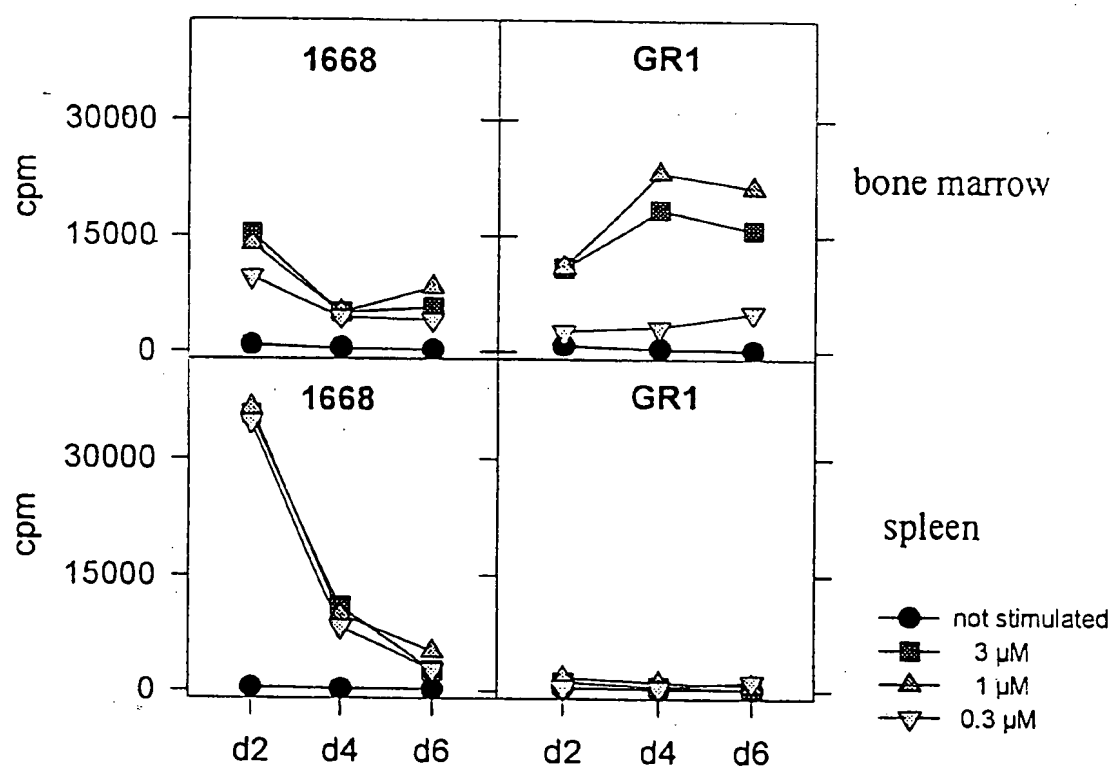 1668
GR1
30000
15000
0
cpm
bone marrow
1668
GR1
30000
15000
0
cpm
spleen
d2 d4 d6 d2 d4 d6
not stimulated
3 µM
1 µM
0.3 µM